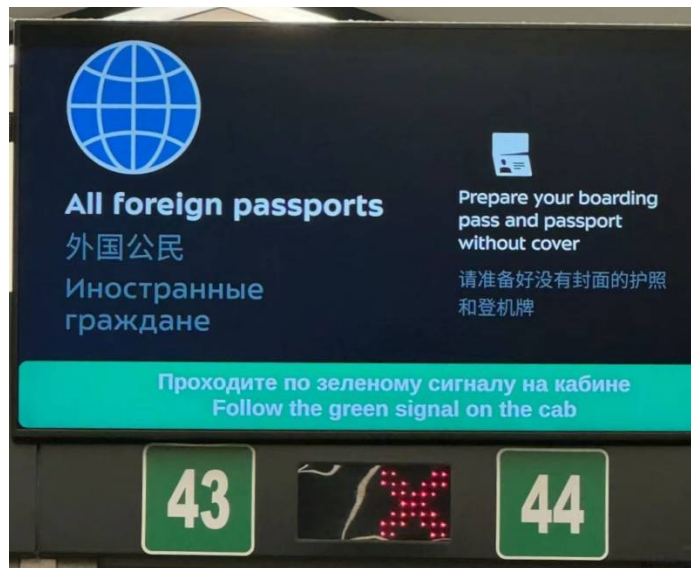 All foreign passports
外国公民
Иностранные
граждане
Prepare your boarding
pass and passport
without cover
请准备好没有封面的护照
和登机牌
Проходите по зеленому сигналу на кабине
Follow the green signal on the cab
43
44